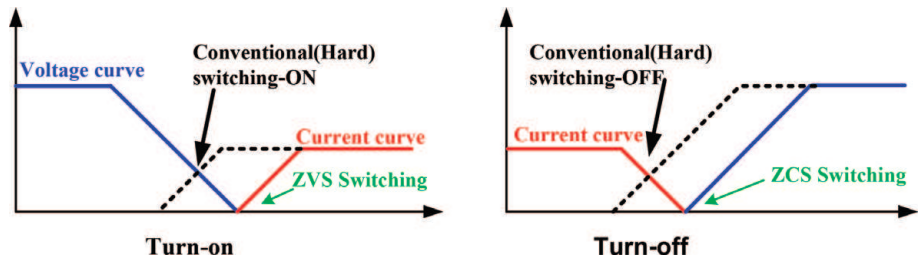 Conventional(Hard)
switching-ON
Voltage curve
Current curve
ZVS Switching
Turn-on
Conventional(Hard)
switching-OFF
Current curve
ZCS Switching
Turn-off